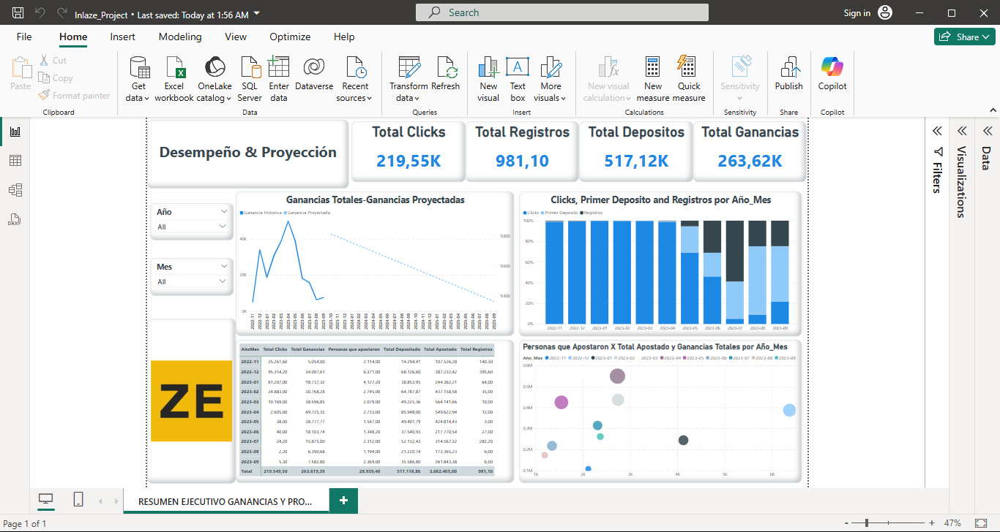 Inlaze_Project • Last saved: Today at 1:56 AM
Search
Sign in
File Home Insert Modeling View Optimize Help
Share
Paste
Cut
Copy
Format painter
Clipboard
Get data
Excel workbook
OneLake catalog
SQL Server
Enter data
Dataverse
Recent sources
Data
Transform data
Refresh
Queries
New visual
Text box
More visuals
Insert
New visual calculation
New measure
Quick measure
Calculations
Sensitivity
Sensitivity
Publish
Share
Copilot
Copilot
Desempeño & Proyección
Total Clicks
219,55K
Total Registros
981,10
Total Depositos
517,12K
Total Ganancias
263,62K
Año
All
Mes
All
ZE
Ganancias Totales-Ganancias Proyectadas
Ganancia Historica Ganancia Proyectada
40K
20K
0K
9.800
9.600
9.400
2022-11 2022-12 2023-01 2023-02 2023-03 2023-04 2023-05 2023-06 2023-07 2023-08 2023-09 2023-10 2023-11 2023-12 2024-01 2024-02 2024-03 2024-04 2024-05 2024-06 2024-07 2024-08 2024-09 2024-10 2024-11 2024-12 2025-01 2025-02 2025-03 2025-04 2025-05 2025-06 2025-07 2025-08 2025-09
Clicks, Primer Deposito and Registros por Año_Mes
Clicks Primer Deposito Registros
100%
80%
60%
40%
20%
0%
2022-11 2022-12 2023-01 2023-02 2023-03 2023-04 2023-05 2023-06 2023-07 2023-08 2023-09
AñoMes Total Clicks Total Ganancias Personas que apostaron Total Depositado Total Apostado Total Registros
2022-11 25.261,60 5.054,00 2.114,00 14.294,41 107.526,28 140,30
2022-12 95.314,20 34.007,61 6.371,00 68.126,60 387.232,42 395,60
2023-01 61.207,00 18.737,32 4.127,20 38.853,95 244.362,21 64,00
2023-02 24.883,00 30.768,28 2.745,00 64.787,87 437.158,58 35,00
2023-03 10.169,00 38.596,85 2.079,00 49.225,36 564.141,66 10,00
2023-04 2.605,00 49.725,35 2.733,00 85.948,00 549.622,94 12,00
2023-05 38,00 38.777,77 1.547,00 49.401,79 424.814,43 3,00
2023-06 40,00 18.103,74 1.348,20 37.540,93 217.770,54 27,00
2023-07 24,20 15.875,00 2.312,00 52.132,43 314.567,32 282,20
2023-08 2,20 6.390,68 1.194,00 21.220,74 173.365,23 6,00
2023-09 5,30 7.582,80 2.369,00 35.586,80 261.843,38 6,00
Total 219.549,50 263.619,39 28.939,40 517.118,86 3.682.405,00 981,10
Personas que Apostaron X Total Apostado y Ganancias Totales por Año_Mes
Año_Mes 2022-11 2022-12 2023-01 2023-02 2023-03 2023-04 2023-05 2023-06 2023-07 2023-08 2023-09
0,6M
0,5M
0,4M
0,3M
0,2M
0,1M
1K 2K 3K 4K 5K 6K
Filters
Visualizations
Data
RESUMEN EJECUTIVO GANANCIAS Y PRO...
Page 1 of 1
47%